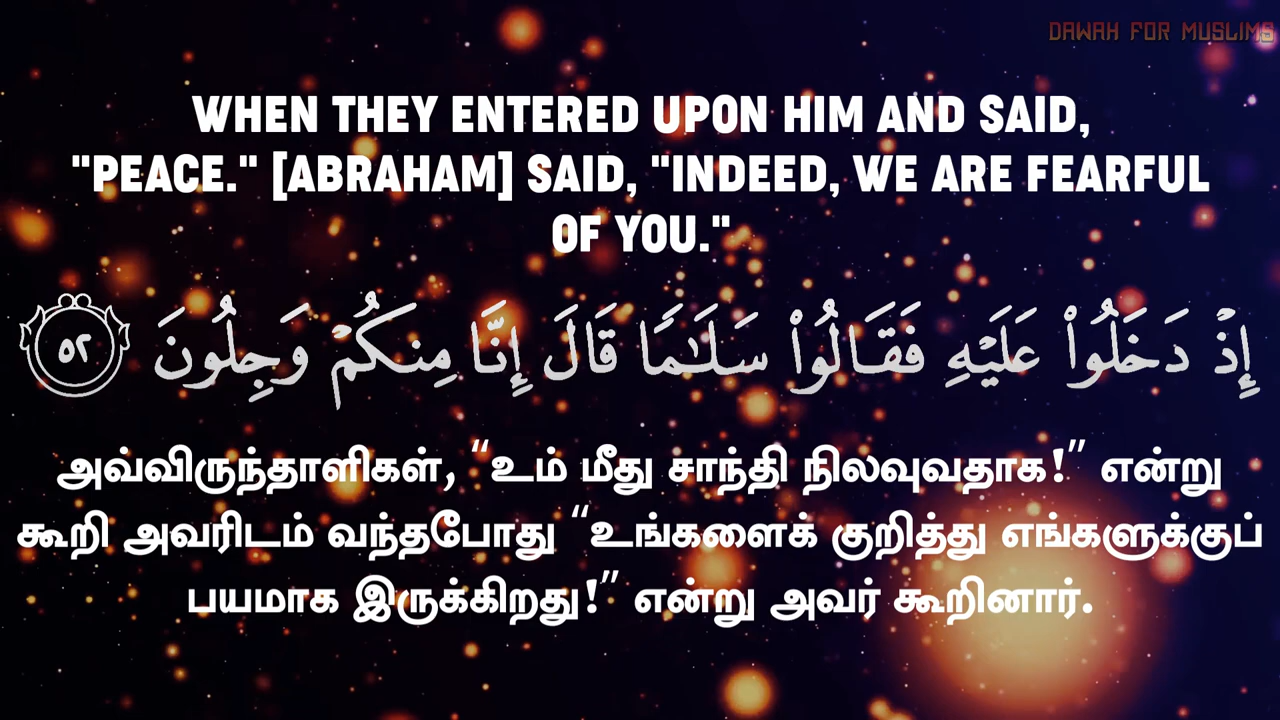 DAWAH FOR MUSLIMS
WHEN THEY ENTERED UPON HIM AND SAID,
"PEACE." [ABRAHAM] SAID, "INDEED, WE ARE FEARFUL
OF YOU."
إِذْ دَخَلُوا۟ عَلَيْهِ فَقَالُوا۟ سَلَـٰمًا قَالَ إِنَّا مِنكُمْ وَجِلُونَ ٥٢
அவ்விருந்தாளிகள், “உம் மீது சாந்தி நிலவுவதாக!” என்று
கூறி அவரிடம் வந்தபோது “உங்களைக் குறித்து எங்களுக்குப்
பயமாக இருக்கிறது!” என்று அவர் கூறினார்.